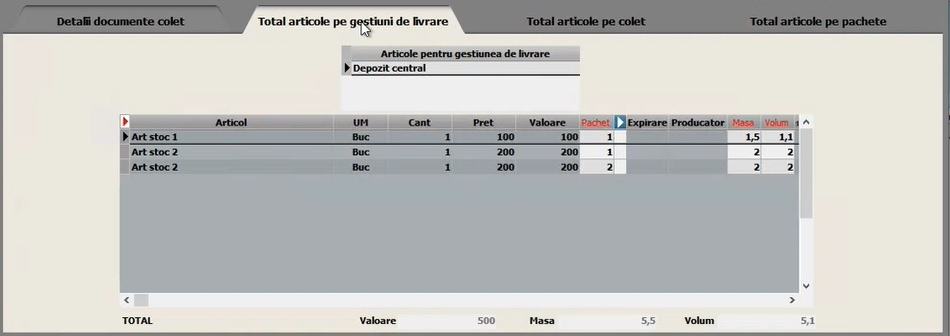 Detalii documente colet Total articole pe gestiuni de livrare Total articole pe colet Total articole pe pachete
Articole pentru gestiunea de livrare
Depozit central
Articol UM Cant Pret Valoare Pachet Expirare Producator Masa Volum
Art stoc 1 Buc 1 100 100 1 1,5 1,1
Art stoc 2 Buc 1 200 200 1 2 2
Art stoc 2 Buc 1 200 200 2 2 2
TOTAL Valoare 500 Masa 5,5 Volum 5,1